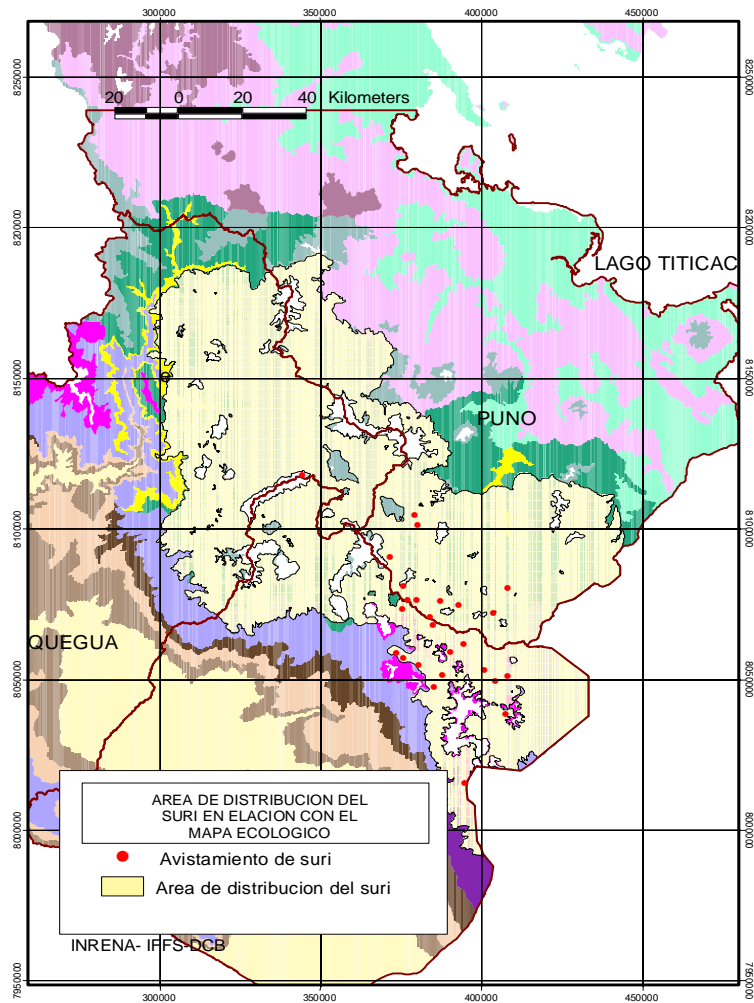 300000 350000 400000 450000
8250000 8250000
20 0 20 40 Kilometers
8200000 8200000
LAGO TITICAC
8150000 8150000
PUNO
8100000 8100000
QUEGUA
8050000 8050000
AREA DE DISTRIBUCION DEL
SURI EN ELACION CON EL
MAPA ECOLOGICO
8000000 8000000
Avistamiento de suri
Area de distribucion del suri
INRENA- IFFS-DCB
7950000 7950000
300000 350000 400000 450000